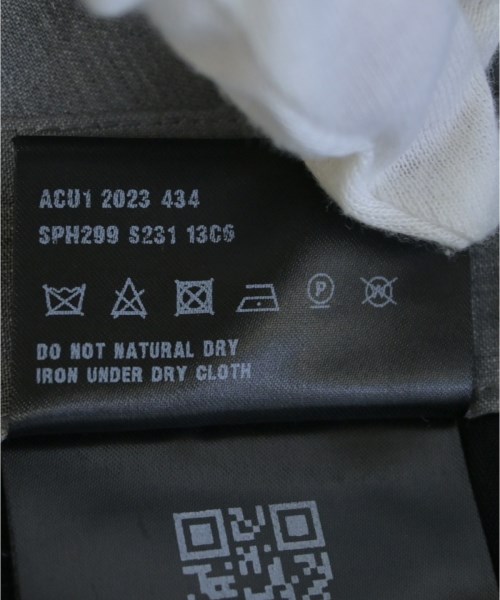 ACU1 2023 434
SPH299 S231 13C6
P W
DO NOT NATURAL DRY
IRON UNDER DRY CLOTH